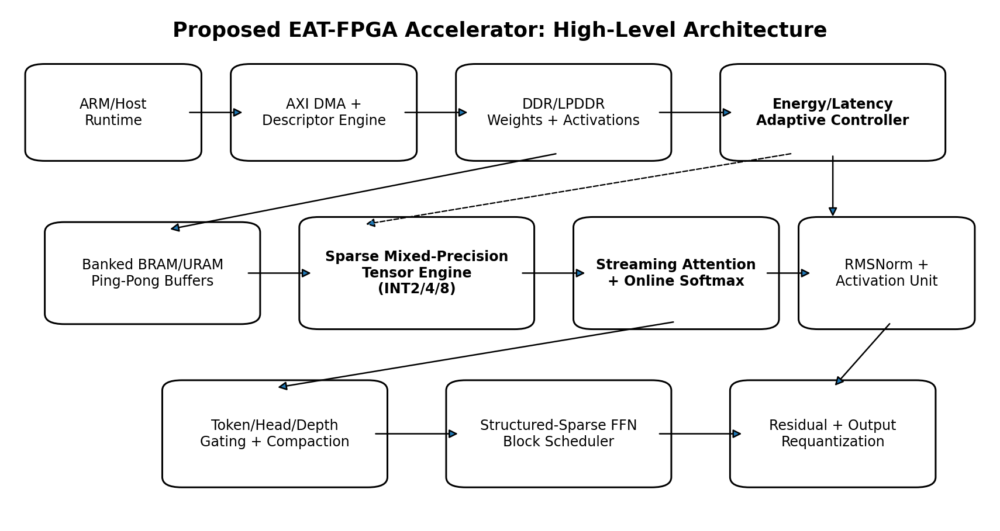 Proposed EAT-FPGA Accelerator: High-Level Architecture
ARM/Host
Runtime
AXI DMA +
Descriptor Engine
DDR/LPDDR
Weights + Activations
Energy/Latency
Adaptive Controller
Banked BRAM/URAM
Ping-Pong Buffers
Sparse Mixed-Precision
Tensor Engine
(INT2/4/8)
Streaming Attention
+ Online Softmax
RMSNorm +
Activation Unit
Token/Head/Depth
Gating + Compaction
Structured-Sparse FFN
Block Scheduler
Residual + Output
Requantization